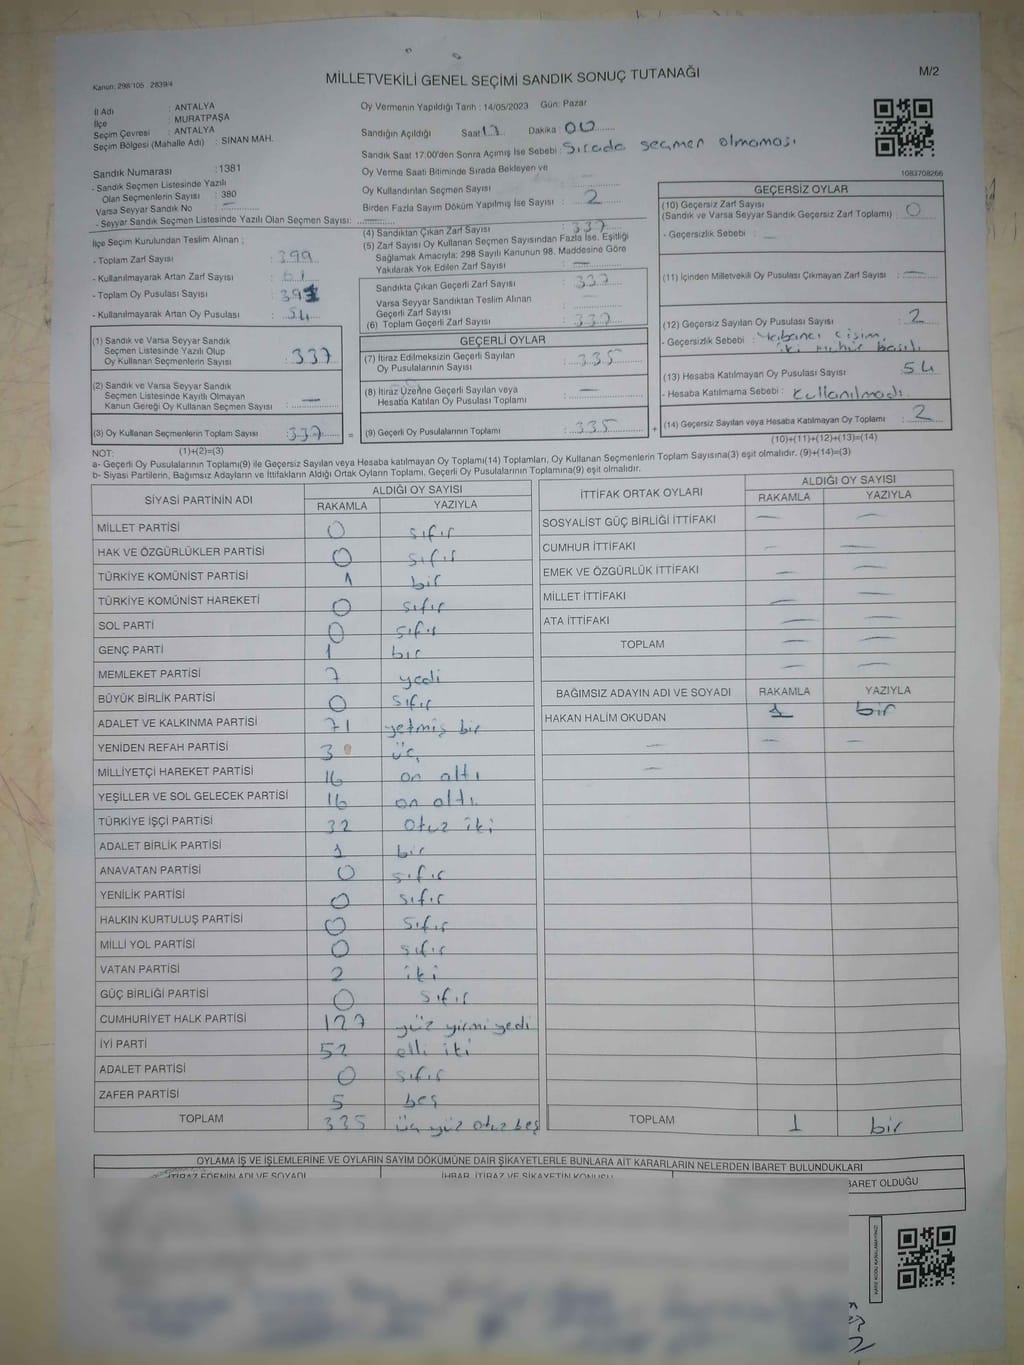 MİLLETVEKİLİ GENEL SEÇİMİ SANDIK SONUÇ TUTANAĞI
M/2
Kanun: 298/105 2839/4
İl Adı : ANTALYA
İlçe : MURATPAŞA
Seçim Çevresi : ANTALYA
Seçim Bölgesi (Mahalle Adı) : SINAN MAH.
Oy Vermenin Yapıldığı Tarih : 14/05/2023 Gün: Pazar
Sandığın Açıldığı Saat 17 Dakika 00
Sandık Saat 17:00'den Sonra Açılmış İse Sebebi : Sırada seçmen olmaması
Oy Verme Saati Bitiminde Sırada Bekleyen ve
Oy Kullandırılan Seçmen Sayısı :
Birden Fazla Sayım Döküm Yapılmış İse Sayısı : 2
1083708266
Sandık Numarası : 1381
- Sandık Seçmen Listesinde Yazılı
Olan Seçmenlerin Sayısı : 380
Varsa Seyyar Sandık No : —
- Seyyar Sandık Seçmen Listesinde Yazılı Olan Seçmen Sayısı:
İlçe Seçim Kurulundan Teslim Alınan ;
- Toplam Zarf Sayısı : 399
- Kullanılmayarak Artan Zarf Sayısı :
- Toplam Oy Pusulası Sayısı :
- Kullanılmayarak Artan Oy Pusulası : 54
(1) Sandık ve Varsa Seyyar Sandık
Seçmen Listesinde Yazılı Olup
Oy Kullanan Seçmenlerin Sayısı : 337
(2) Sandık ve Varsa Seyyar Sandık
Seçmen Listesinde Kayıtlı Olmayan
Kanun Gereği Oy Kullanan Seçmen Sayısı : —
(3) Oy Kullanan Seçmenlerin Toplam Sayısı : 337 =
(4) Sandıktan Çıkan Zarf Sayısı : 337
(5) Zarf Sayısı Oy Kullanan Seçmen Sayısından Fazla İse, Eşitliği
Sağlamak Amacıyla; 298 Sayılı Kanunun 98. Maddesine Göre
Yakılarak Yok Edilen Zarf Sayısı : —
Sandıkta Çıkan Geçerli Zarf Sayısı : 337
Varsa Seyyar Sandıktan Teslim Alınan
Geçerli Zarf Sayısı : —
(6) Toplam Geçerli Zarf Sayısı : 337
GEÇERLİ OYLAR
(7) İtiraz Edilmeksizin Geçerli Sayılan
Oy Pusulalarının Sayısı : 335
(8) İtiraz Üzerine Geçerli Sayılan veya
Hesaba Katılan Oy Pusulası Toplamı : —
(9) Geçerli Oy Pusulalarının Toplamı : 335 +
GEÇERSİZ OYLAR
(10) Geçersiz Zarf Sayısı
(Sandık ve Varsa Seyyar Sandık Geçersiz Zarf Toplamı) : 0
- Geçersizlik Sebebi : —
(11) İçinden Milletvekili Oy Pusulası Çıkmayan Zarf Sayısı : —
(12) Geçersiz Sayılan Oy Pusulası Sayısı : 2
- Geçersizlik Sebebi : Yabancı cisim
iki mühür basılı
(13) Hesaba Katılmayan Oy Pusulası Sayısı : 54
- Hesaba Katılmama Sebebi : kullanılmadı
(14) Geçersiz Sayılan veya Hesaba Katılmayan Oy Toplamı : 2
(10)+(11)+(12)+(13)=(14)
NOT: (1)+(2)=(3)
a- Geçerli Oy Pusulalarının Toplamı(9) ile Geçersiz Sayılan veya Hesaba katılmayan Oy Toplamı(14) Toplamları, Oy Kullanan Seçmenlerin Toplam Sayısına(3) eşit olmalıdır. (9)+(14)=(3)
b- Siyasi Partilerin, Bağımsız Adayların ve İttifakların Aldığı Ortak Oyların Toplamı, Geçerli Oy Pusulalarının Toplamına(9) eşit olmalıdır.
SİYASİ PARTİNİN ADI ALDIĞI OY SAYISI
RAKAMLA YAZIYLA
MİLLET PARTİSİ 0 sıfır
HAK VE ÖZGÜRLÜKLER PARTİSİ 0 sıfır
TÜRKİYE KOMÜNİST PARTİSİ 1 bir
TÜRKİYE KOMÜNİST HAREKETİ 0 sıfır
SOL PARTİ 0 sıfır
GENÇ PARTİ 1 bir
MEMLEKET PARTİSİ 7 yedi
BÜYÜK BİRLİK PARTİSİ 0 sıfır
ADALET VE KALKINMA PARTİSİ 71 yetmiş bir
YENİDEN REFAH PARTİSİ 3 üç
MİLLİYETÇİ HAREKET PARTİSİ 16 on altı
YEŞİLLER VE SOL GELECEK PARTİSİ 16 on altı
TÜRKİYE İŞÇİ PARTİSİ 32 otuz iki
ADALET BİRLİK PARTİSİ 1 bir
ANAVATAN PARTİSİ 0 sıfır
YENİLİK PARTİSİ 0 sıfır
HALKIN KURTULUŞ PARTİSİ 0 sıfır
MİLLİ YOL PARTİSİ 0 sıfır
VATAN PARTİSİ 2 iki
GÜÇ BİRLİĞİ PARTİSİ 0 sıfır
CUMHURİYET HALK PARTİSİ 127 yüz yirmi yedi
İYİ PARTİ 52 elli iki
ADALET PARTİSİ 0 sıfır
ZAFER PARTİSİ 5 beş
TOPLAM 335 üç yüz otuz beş
İTTİFAK ORTAK OYLARI ALDIĞI OY SAYISI
RAKAMLA YAZIYLA
SOSYALİST GÜÇ BİRLİĞİ İTTİFAKI — —
CUMHUR İTTİFAKI — —
EMEK VE ÖZGÜRLÜK İTTİFAKI — —
MİLLET İTTİFAKI — —
ATA İTTİFAKI — —
TOPLAM — —
— —
BAĞIMSIZ ADAYIN ADI VE SOYADI RAKAMLA YAZIYLA
HAKAN HALİM OKUDAN 1 bir
— — —
—
TOPLAM 1 bir
OYLAMA İŞ VE İŞLEMLERİNE VE OYLARIN SAYIM DÖKÜMÜNE DAİR ŞİKAYETLERLE BUNLARA AİT KARARLARIN NELERDEN İBARET BULUNDUKLARI
İTİRAZ EDENİN ADI VE SOYADI İHBAR, İTİRAZ VE ŞİKAYETİN KONUSU BARET OLDUĞU